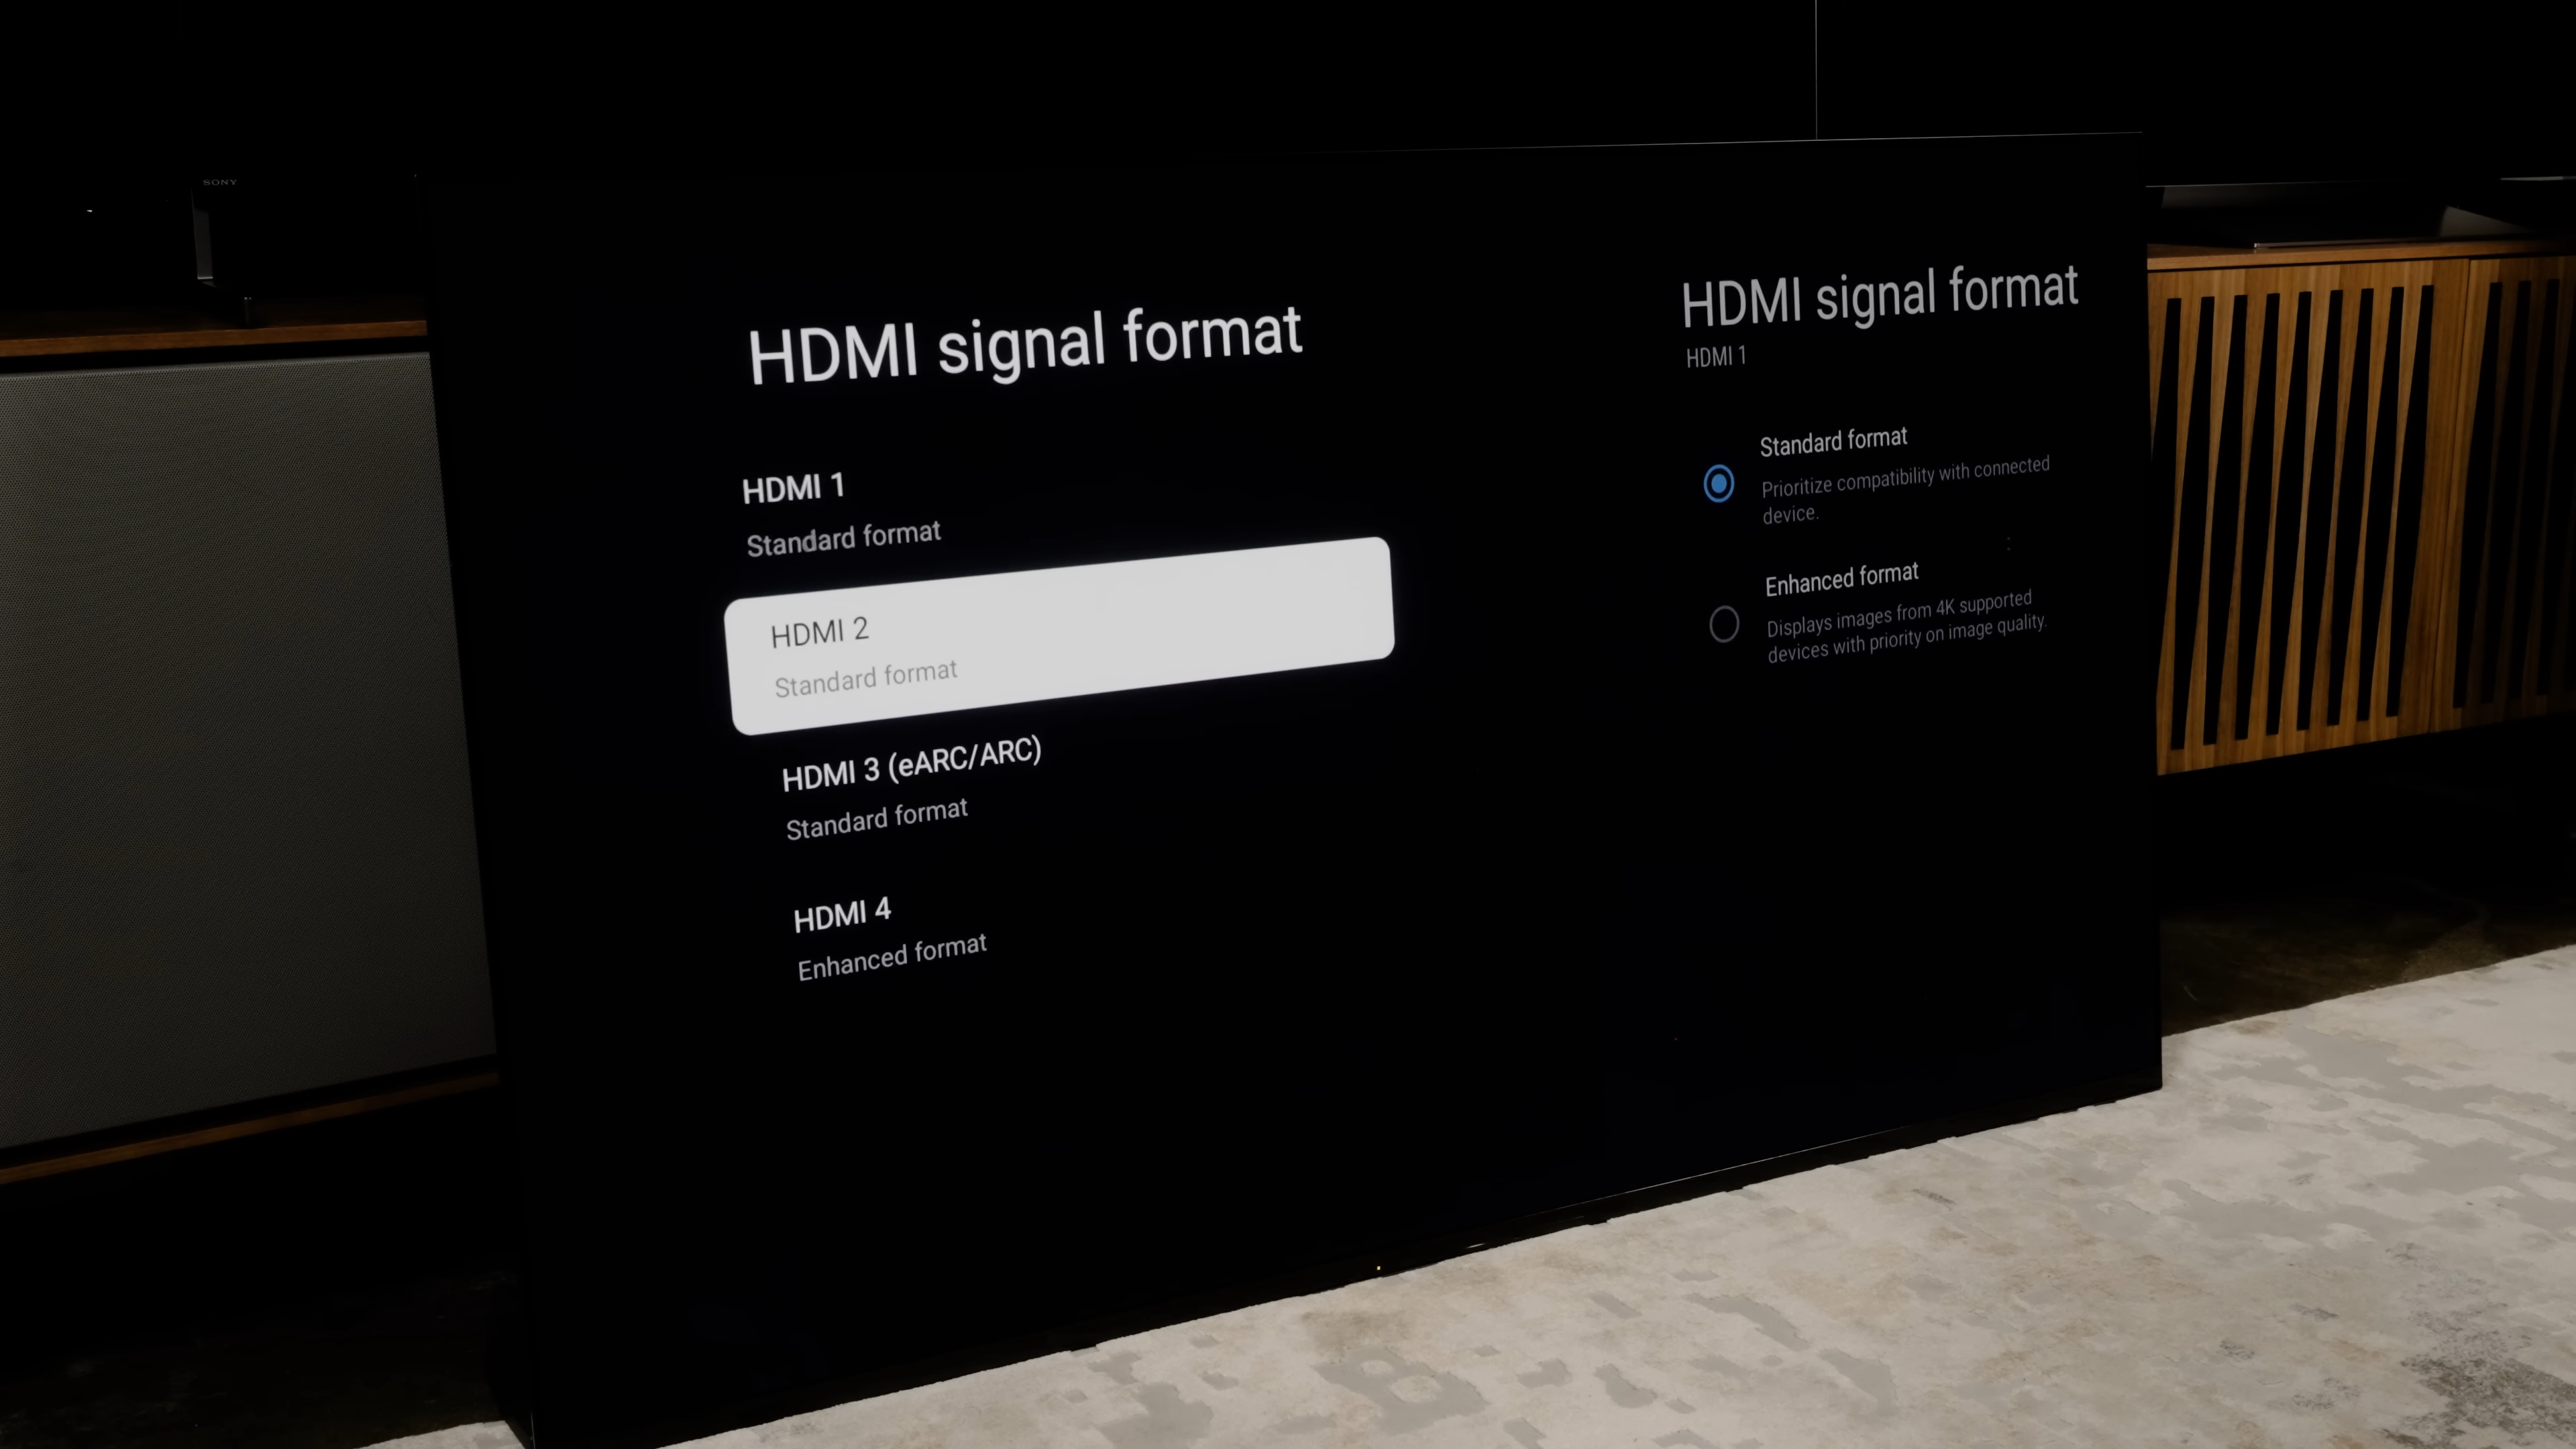 SONY
HDMI signal format
HDMI 1
Standard format
HDMI 2
Standard format
HDMI 3 (eARC/ARC)
Standard format
HDMI 4
Enhanced format
HDMI signal format
HDMI 1
Standard format
Prioritize compatibility with connected
device.
Enhanced format
Displays images from 4K supported
devices with priority on image quality.